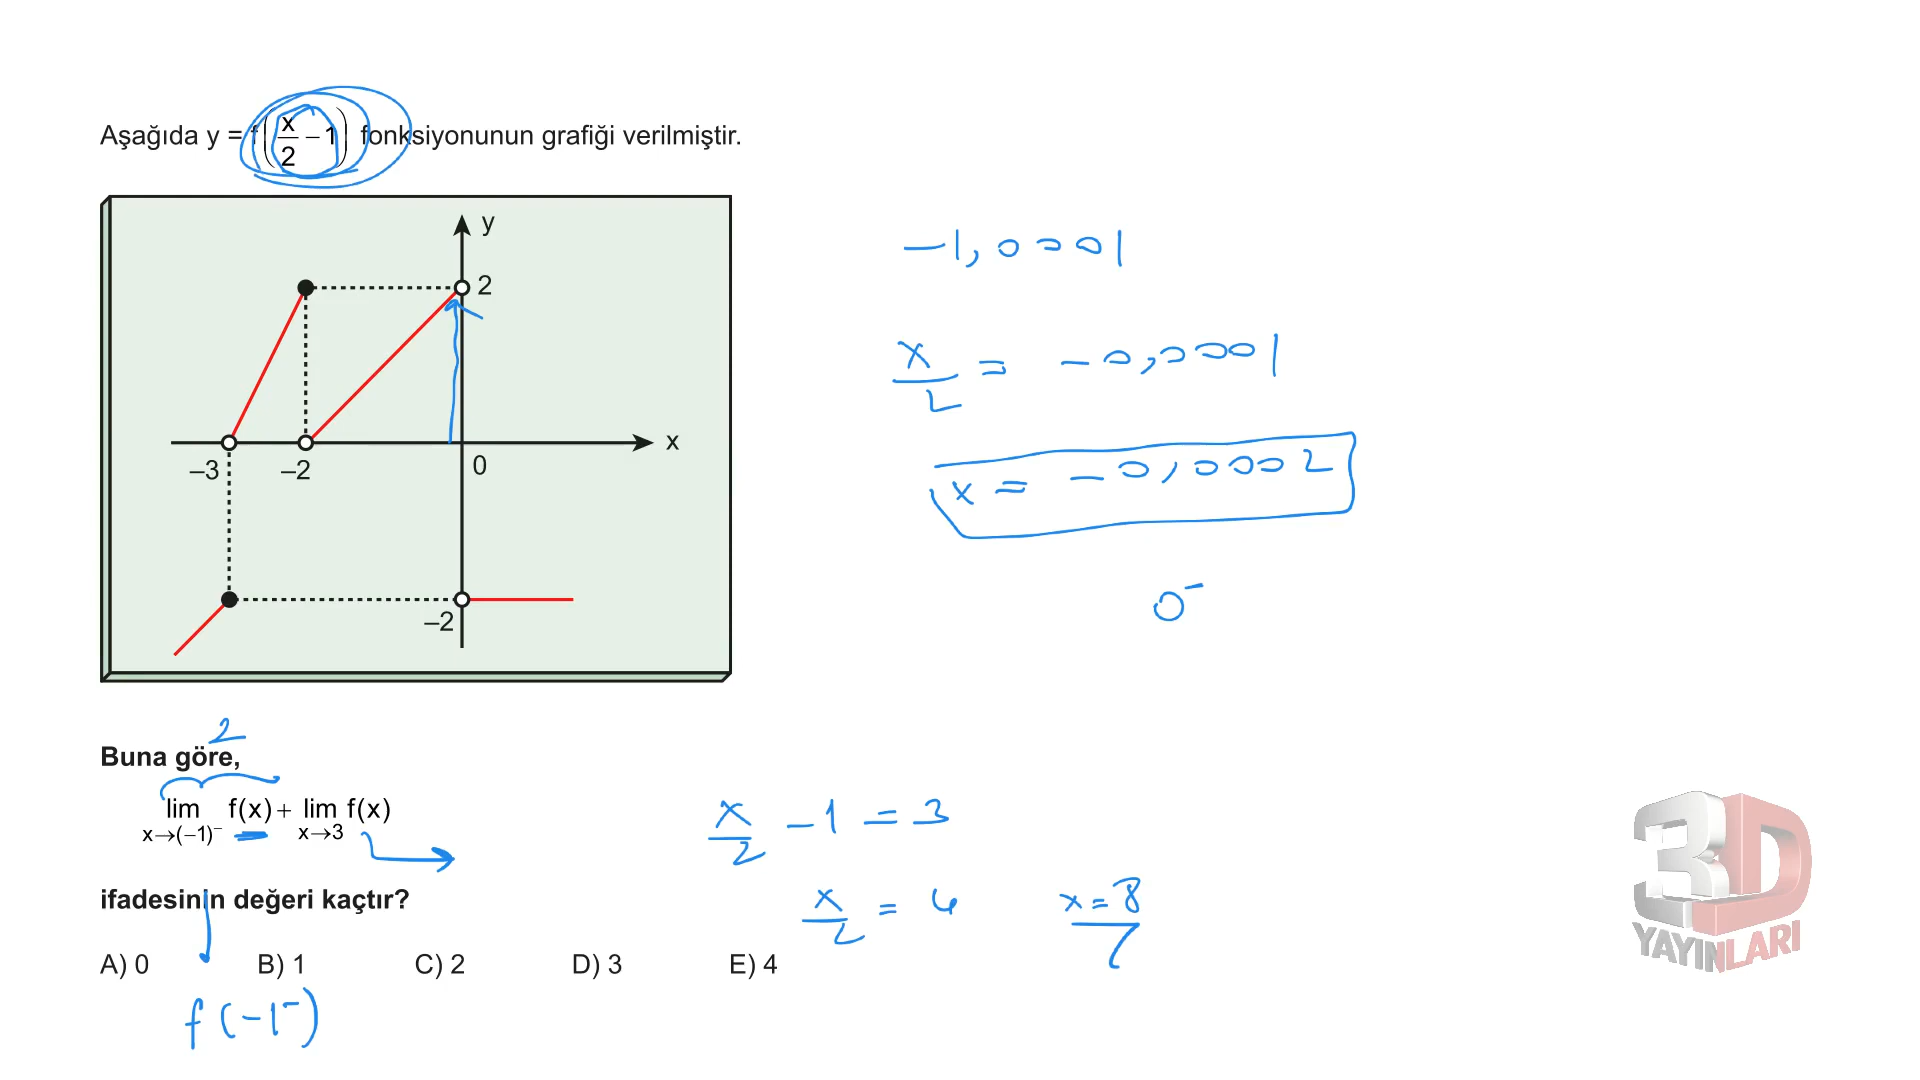 Aşağıda y = f(x/2 − 1) fonksiyonunun grafiği verilmiştir.
y
2
x
–3
–2
0
–2
−1,0001
x/2 = −0,0001
x = −0,0002
0⁻
2
Buna göre,
lim x→(−1)⁻ f(x) + lim x→3 f(x)
x/2 − 1 = 3
ifadesinin değeri kaçtır?
x/2 = 4 x = 8
A) 0 B) 1 C) 2 D) 3 E) 4
f(−1⁻)
3D
YAYINLARI